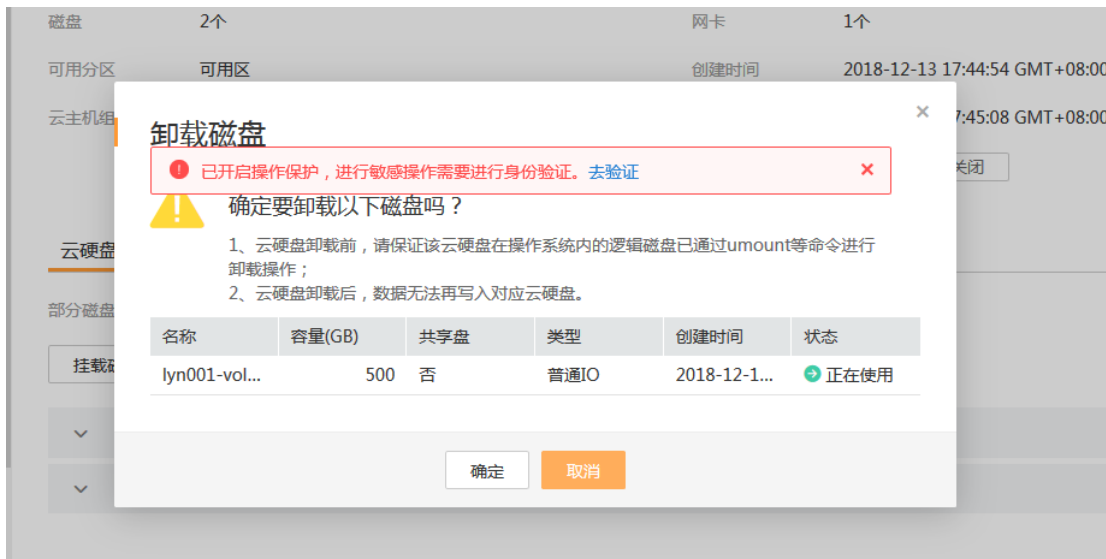 磁盘 2个 网卡 1个
可用分区 可用区 创建时间 2018-12-13 17:44:54 GMT+08:00
云主机组 7:45:08 GMT+08:00
卸载磁盘
关闭
已开启操作保护，进行敏感操作需要进行身份验证。去验证
确定要卸载以下磁盘吗？
云硬盘
1、云硬盘卸载前，请保证该云硬盘在操作系统内的逻辑磁盘已通过umount等命令进行
卸载操作；
2、云硬盘卸载后，数据无法再写入对应云硬盘。
部分磁盘
名称 容量(GB) 共享盘 类型 创建时间 状态
挂载
lyn001-vol... 500 否 普通IO 2018-12-1... 正在使用
确定 取消